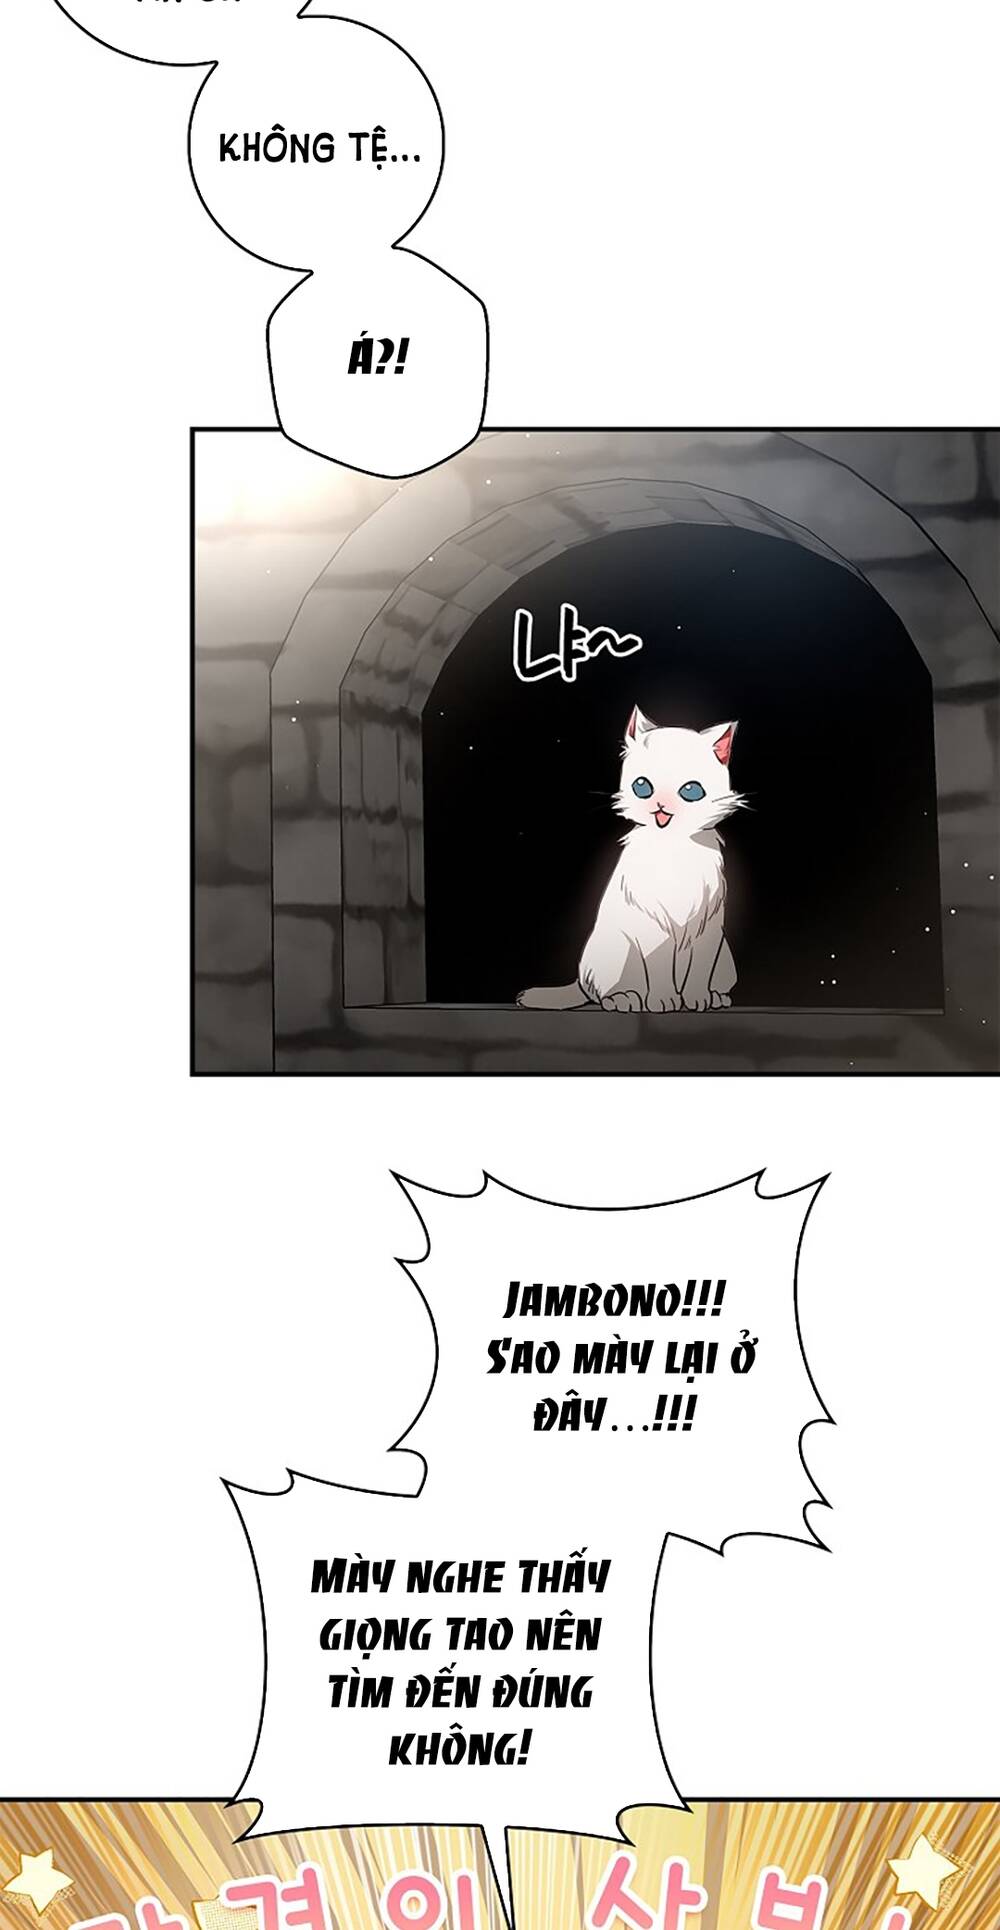 KHÔNG TỆ...
Á?!
냐~
JAMBONO!!!
SAO MÀY LẠI Ở
ĐÂY...!!!
MÀY NGHE THẤY
GIỌNG TAO NÊN
TÌM ĐẾN ĐÚNG
KHÔNG!